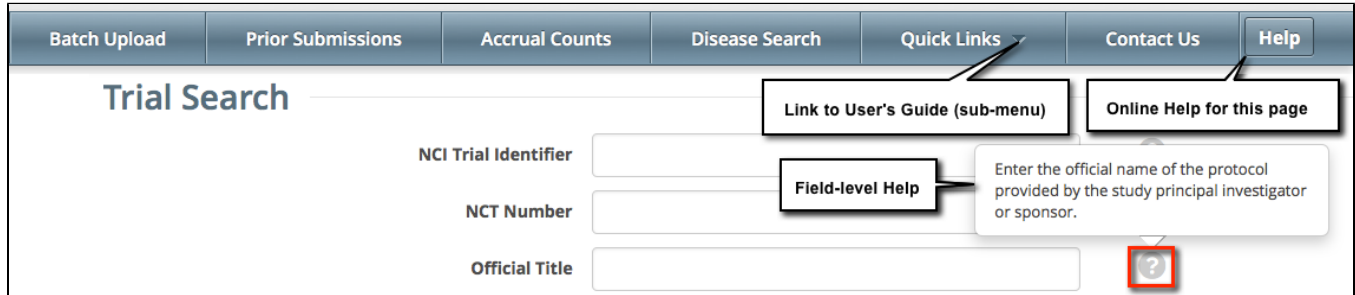 Batch Upload Prior Submissions Accrual Counts Disease Search Quick Links Contact Us Help
Trial Search
Link to User's Guide (sub-menu)
Online Help for this page
NCI Trial Identifier
Enter the official name of the protocol
provided by the study principal investigator
or sponsor.
Field-level Help
NCT Number
Official Title
?